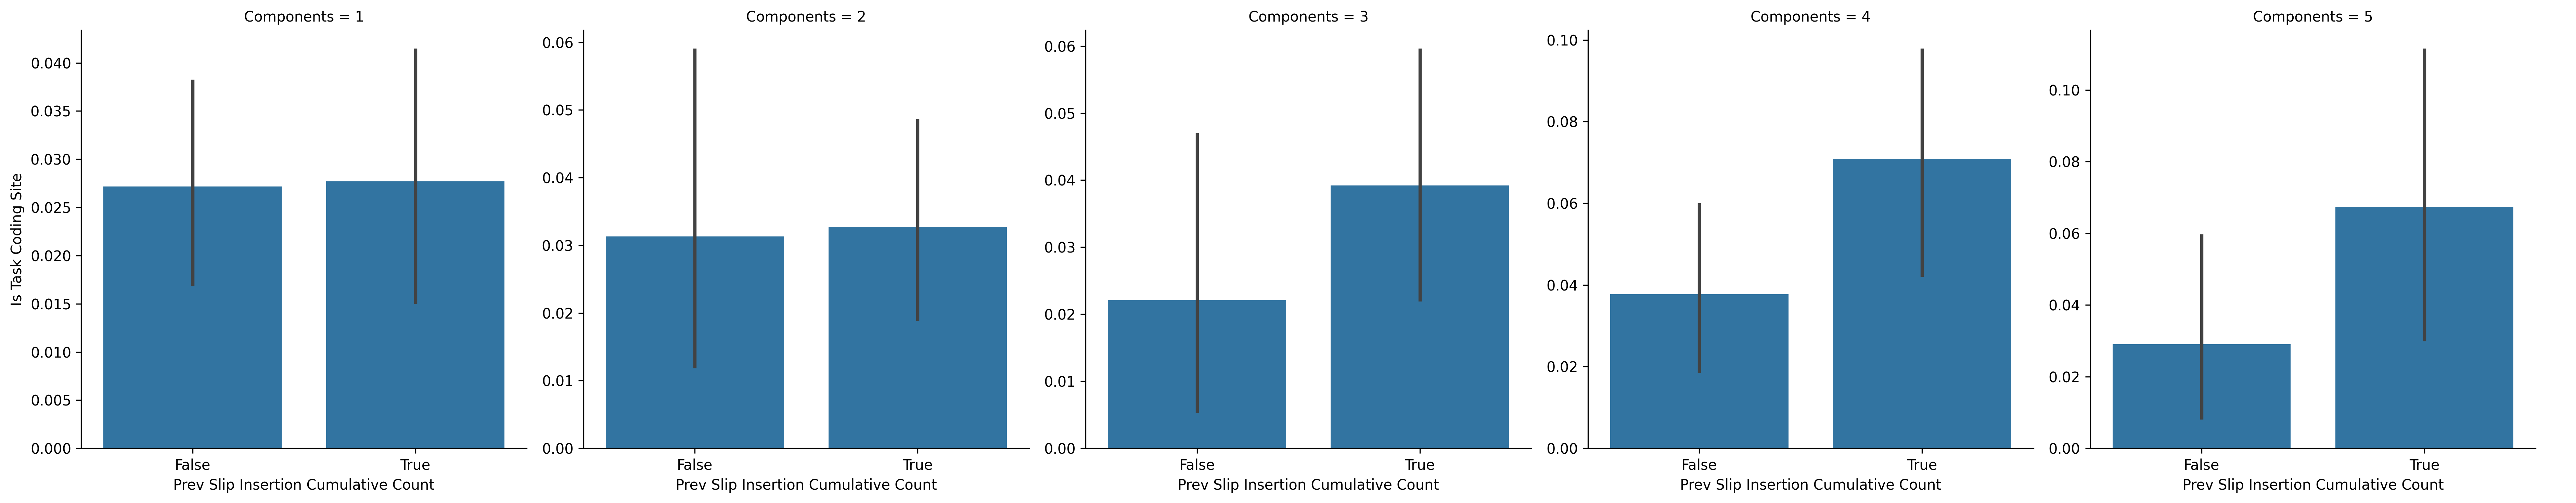 Components = 1
Is Task Coding Site
0.040
0.035
0.030
0.025
0.020
0.015
0.010
0.005
0.000
False
True
Prev Slip Insertion Cumulative Count
Components = 2
0.06
0.05
0.04
0.03
0.02
0.01
0.00
False
True
Prev Slip Insertion Cumulative Count
Components = 3
0.06
0.05
0.04
0.03
0.02
0.01
0.00
False
True
Prev Slip Insertion Cumulative Count
Components = 4
0.10
0.08
0.06
0.04
0.02
0.00
False
True
Prev Slip Insertion Cumulative Count
Components = 5
0.10
0.08
0.06
0.04
0.02
0.00
False
True
Prev Slip Insertion Cumulative Count